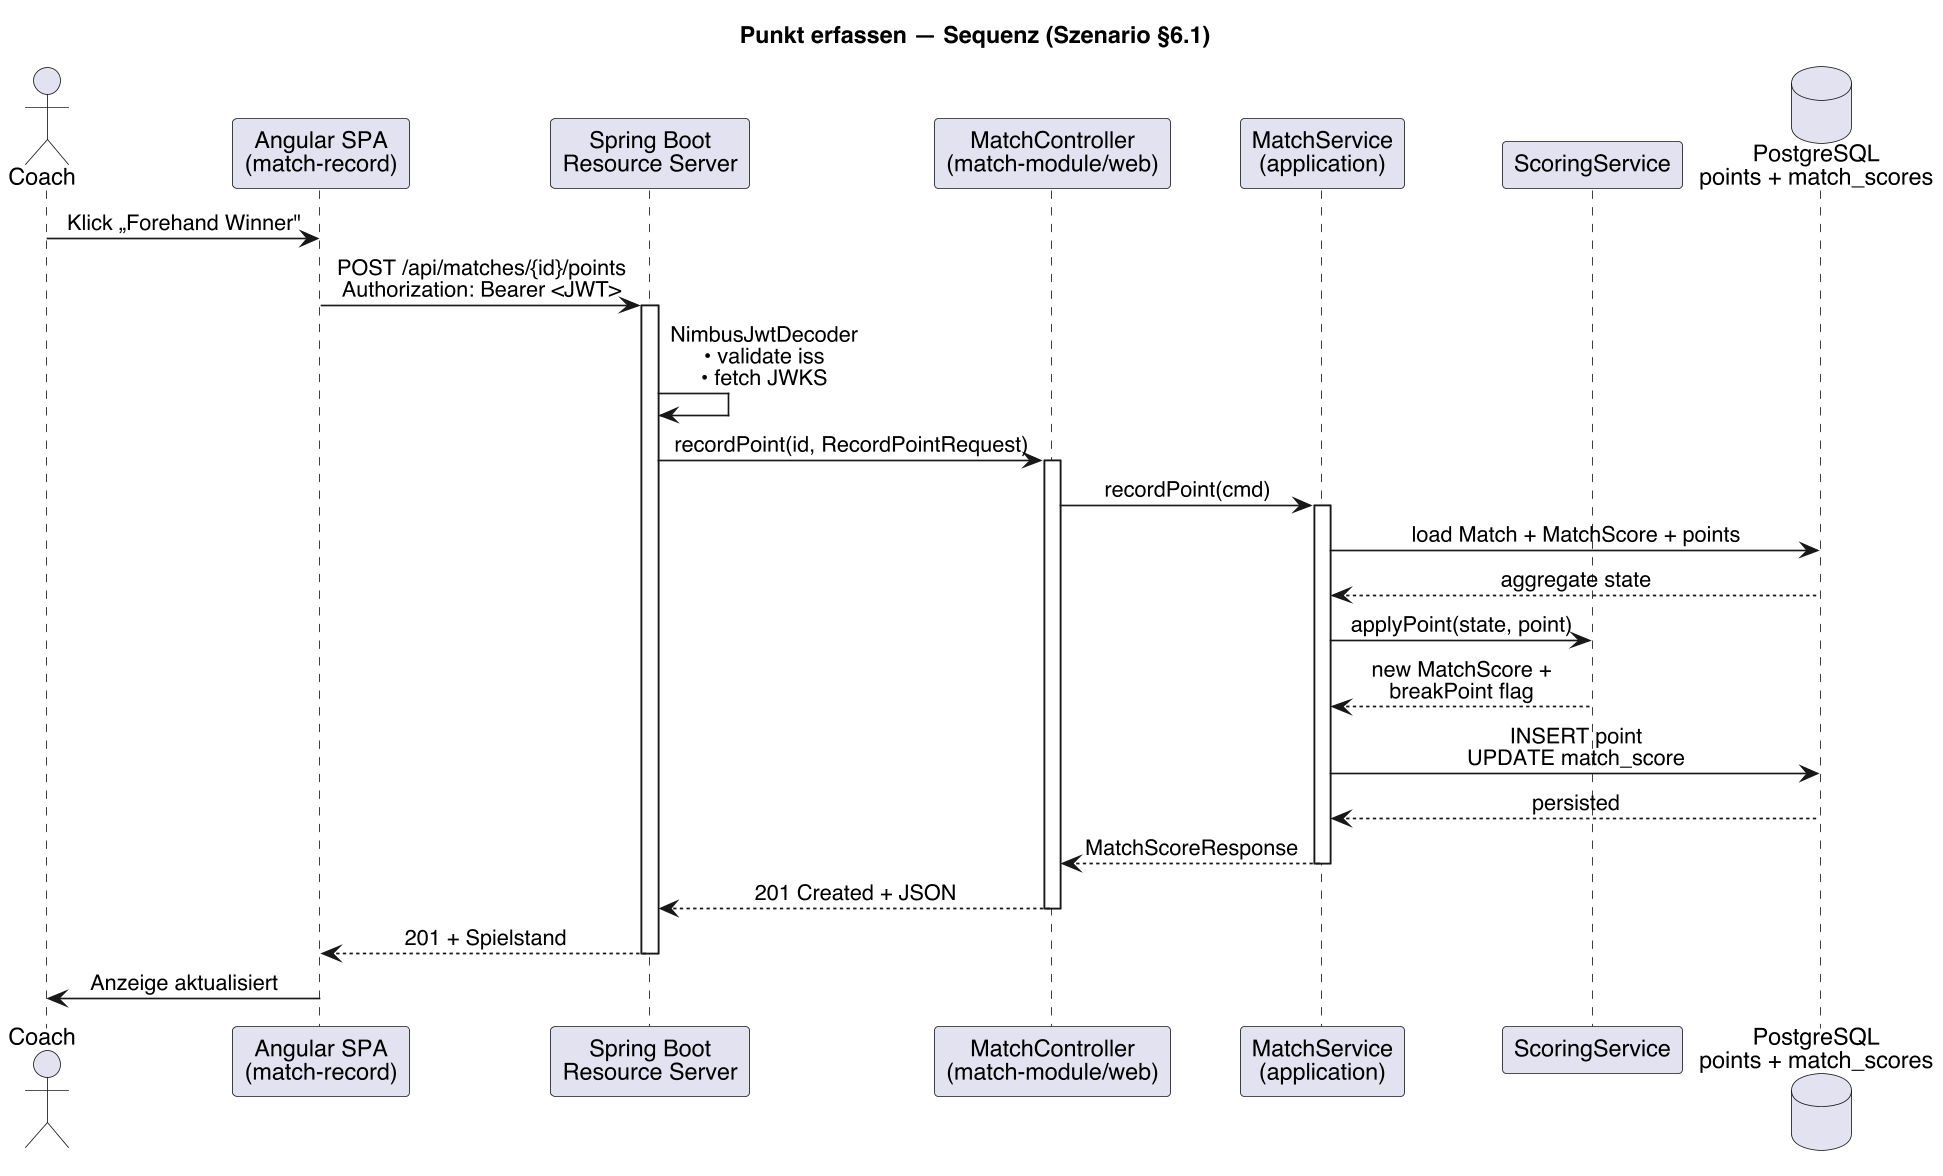 Punkt erfassen — Sequenz (Szenario §6.1)
Coach
Angular SPA
(match-record)
Spring Boot
Resource Server
MatchController
(match-module/web)
MatchService
(application)
ScoringService
PostgreSQL
points + match_scores
Klick „Forehand Winner"
POST /api/matches/{id}/points
Authorization: Bearer <JWT>
NimbusJwtDecoder
• validate iss
• fetch JWKS
recordPoint(id, RecordPointRequest)
recordPoint(cmd)
load Match + MatchScore + points
aggregate state
applyPoint(state, point)
new MatchScore +
breakPoint flag
INSERT point
UPDATE match_score
persisted
MatchScoreResponse
201 Created + JSON
201 + Spielstand
Anzeige aktualisiert
Coach
Angular SPA
(match-record)
Spring Boot
Resource Server
MatchController
(match-module/web)
MatchService
(application)
ScoringService
PostgreSQL
points + match_scores